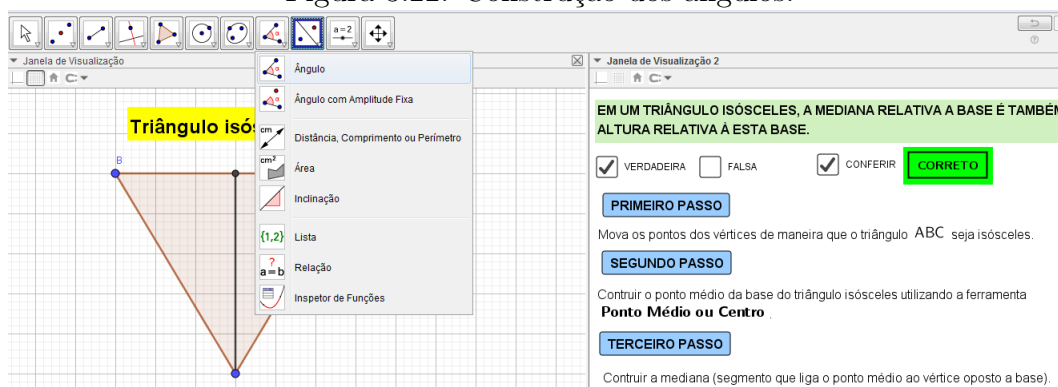 Figura 6.22: Construção dos ângulos.
a=2
Janela de Visualização
Janela de Visualização 2
Triângulo isós
B
Ângulo
Ângulo com Amplitude Fixa
cm
Distância, Comprimento ou Perímetro
cm²
Área
Inclinação
{1,2} Lista
?
a=b
Relação
Inspetor de Funções
EM UM TRIÂNGULO ISÓSCELES, A MEDIANA RELATIVA A BASE É TAMBÉM
ALTURA RELATIVA À ESTA BASE.
VERDADEIRA FALSA CONFERIR CORRETO
PRIMEIRO PASSO
Mova os pontos dos vértices de maneira que o triângulo ABC seja isósceles.
SEGUNDO PASSO
Contruir o ponto médio da base do triângulo isósceles utilizando a ferramenta
Ponto Médio ou Centro .
TERCEIRO PASSO
Contruir a mediana (segmento que liga o ponto médio ao vértice oposto a base).